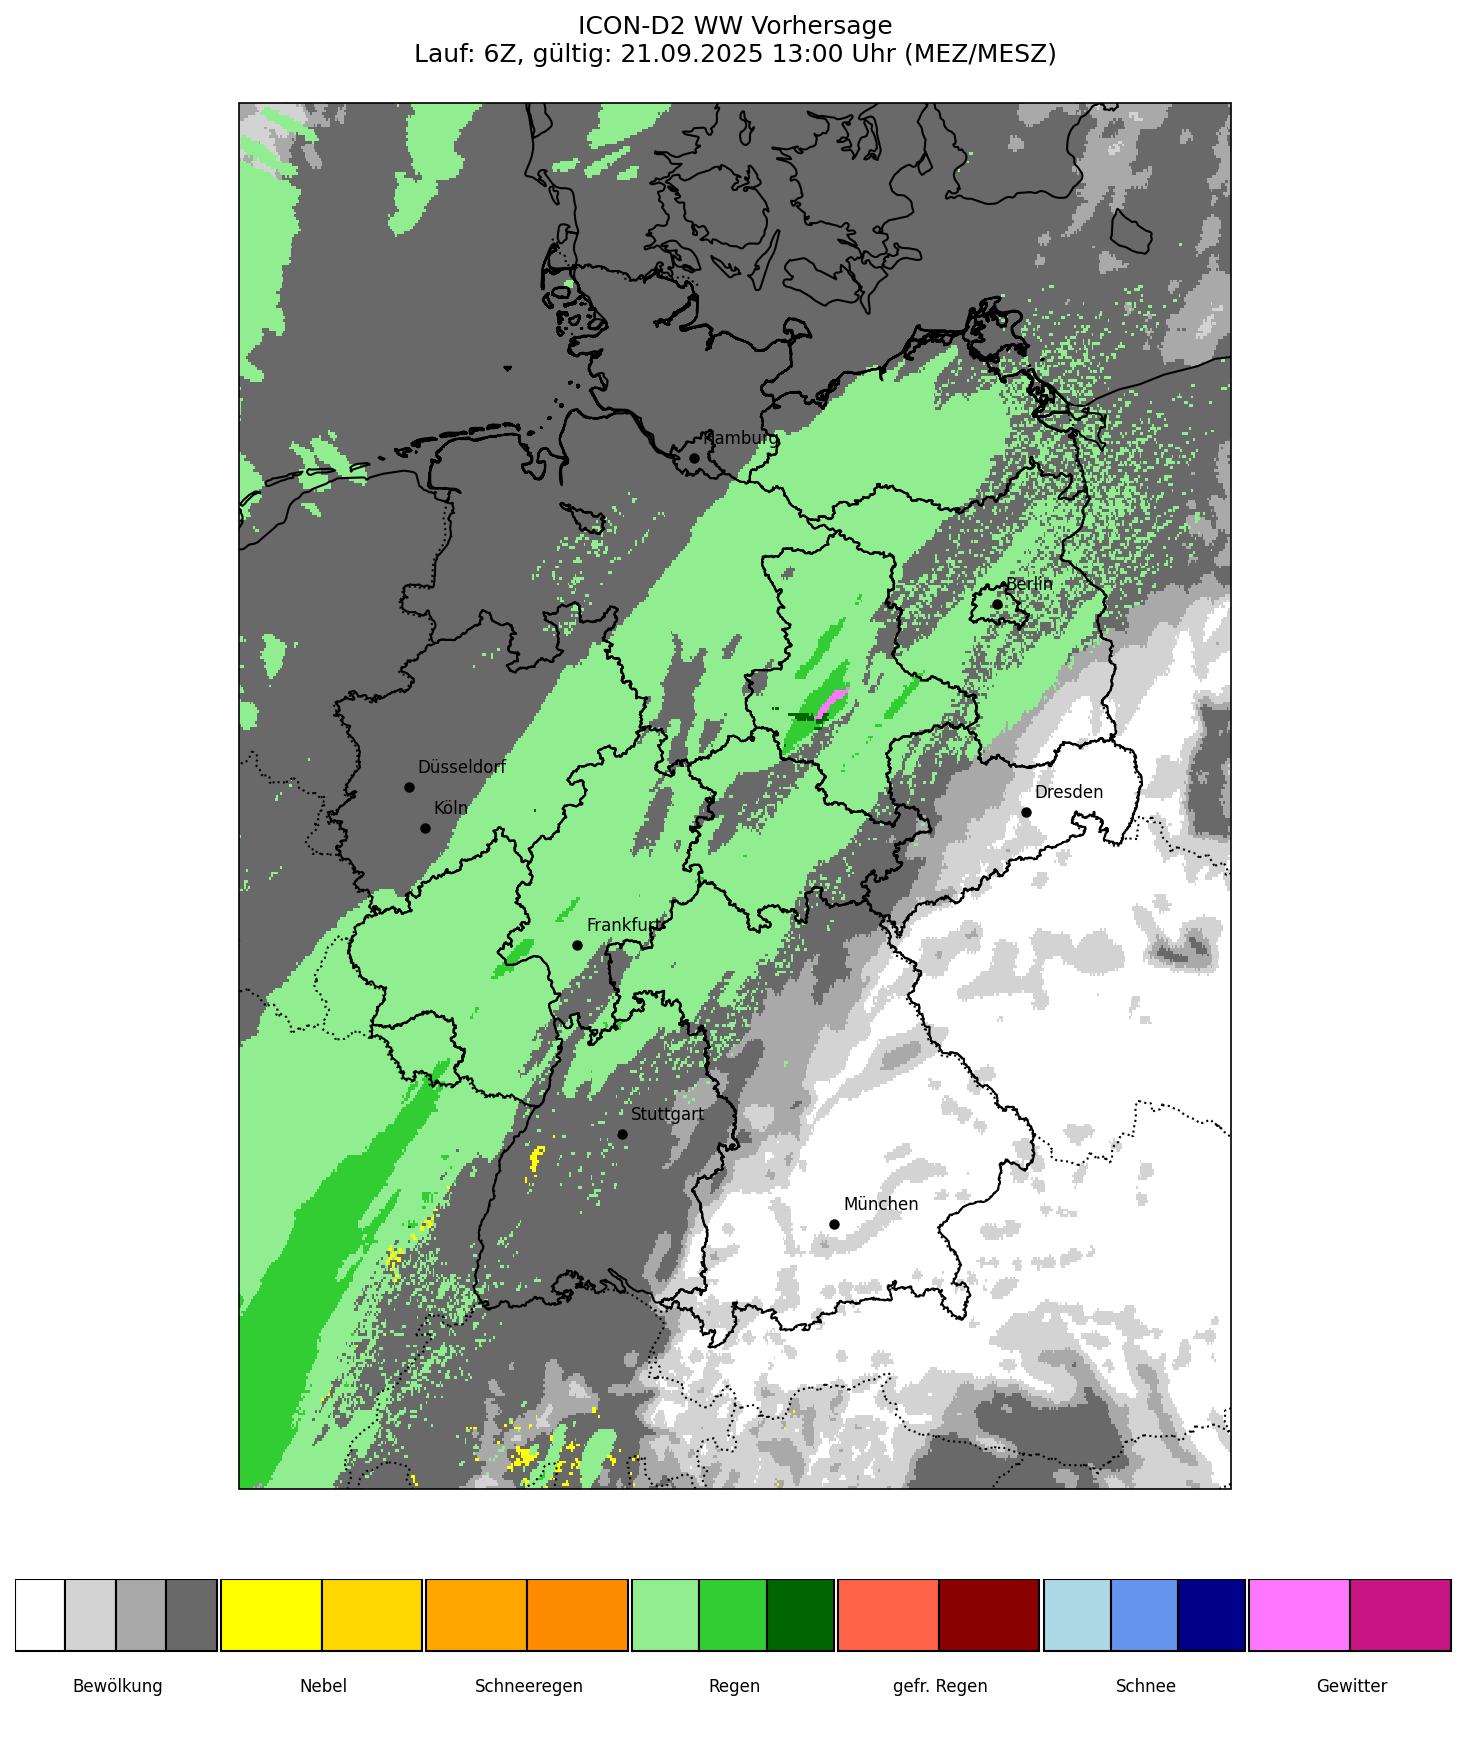 ICON-D2 WW Vorhersage
Lauf: 6Z, gültig: 21.09.2025 13:00 Uhr (MEZ/MESZ)
Hamburg
Berlin
Düsseldorf
Köln
Dresden
Frankfurt
Stuttgart
München
Bewölkung
Nebel
Schneeregen
Regen
gefr. Regen
Schnee
Gewitter